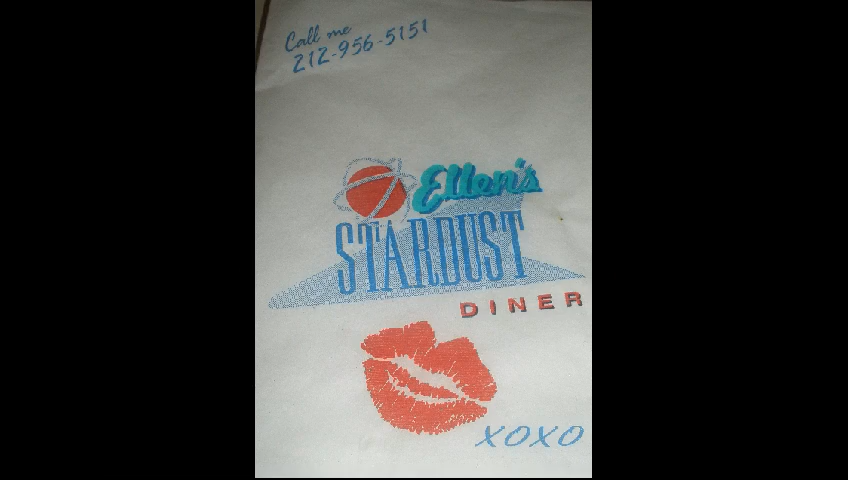 Call me
212-956-5151
Ellen's
STARDUST
DINER
XOXO